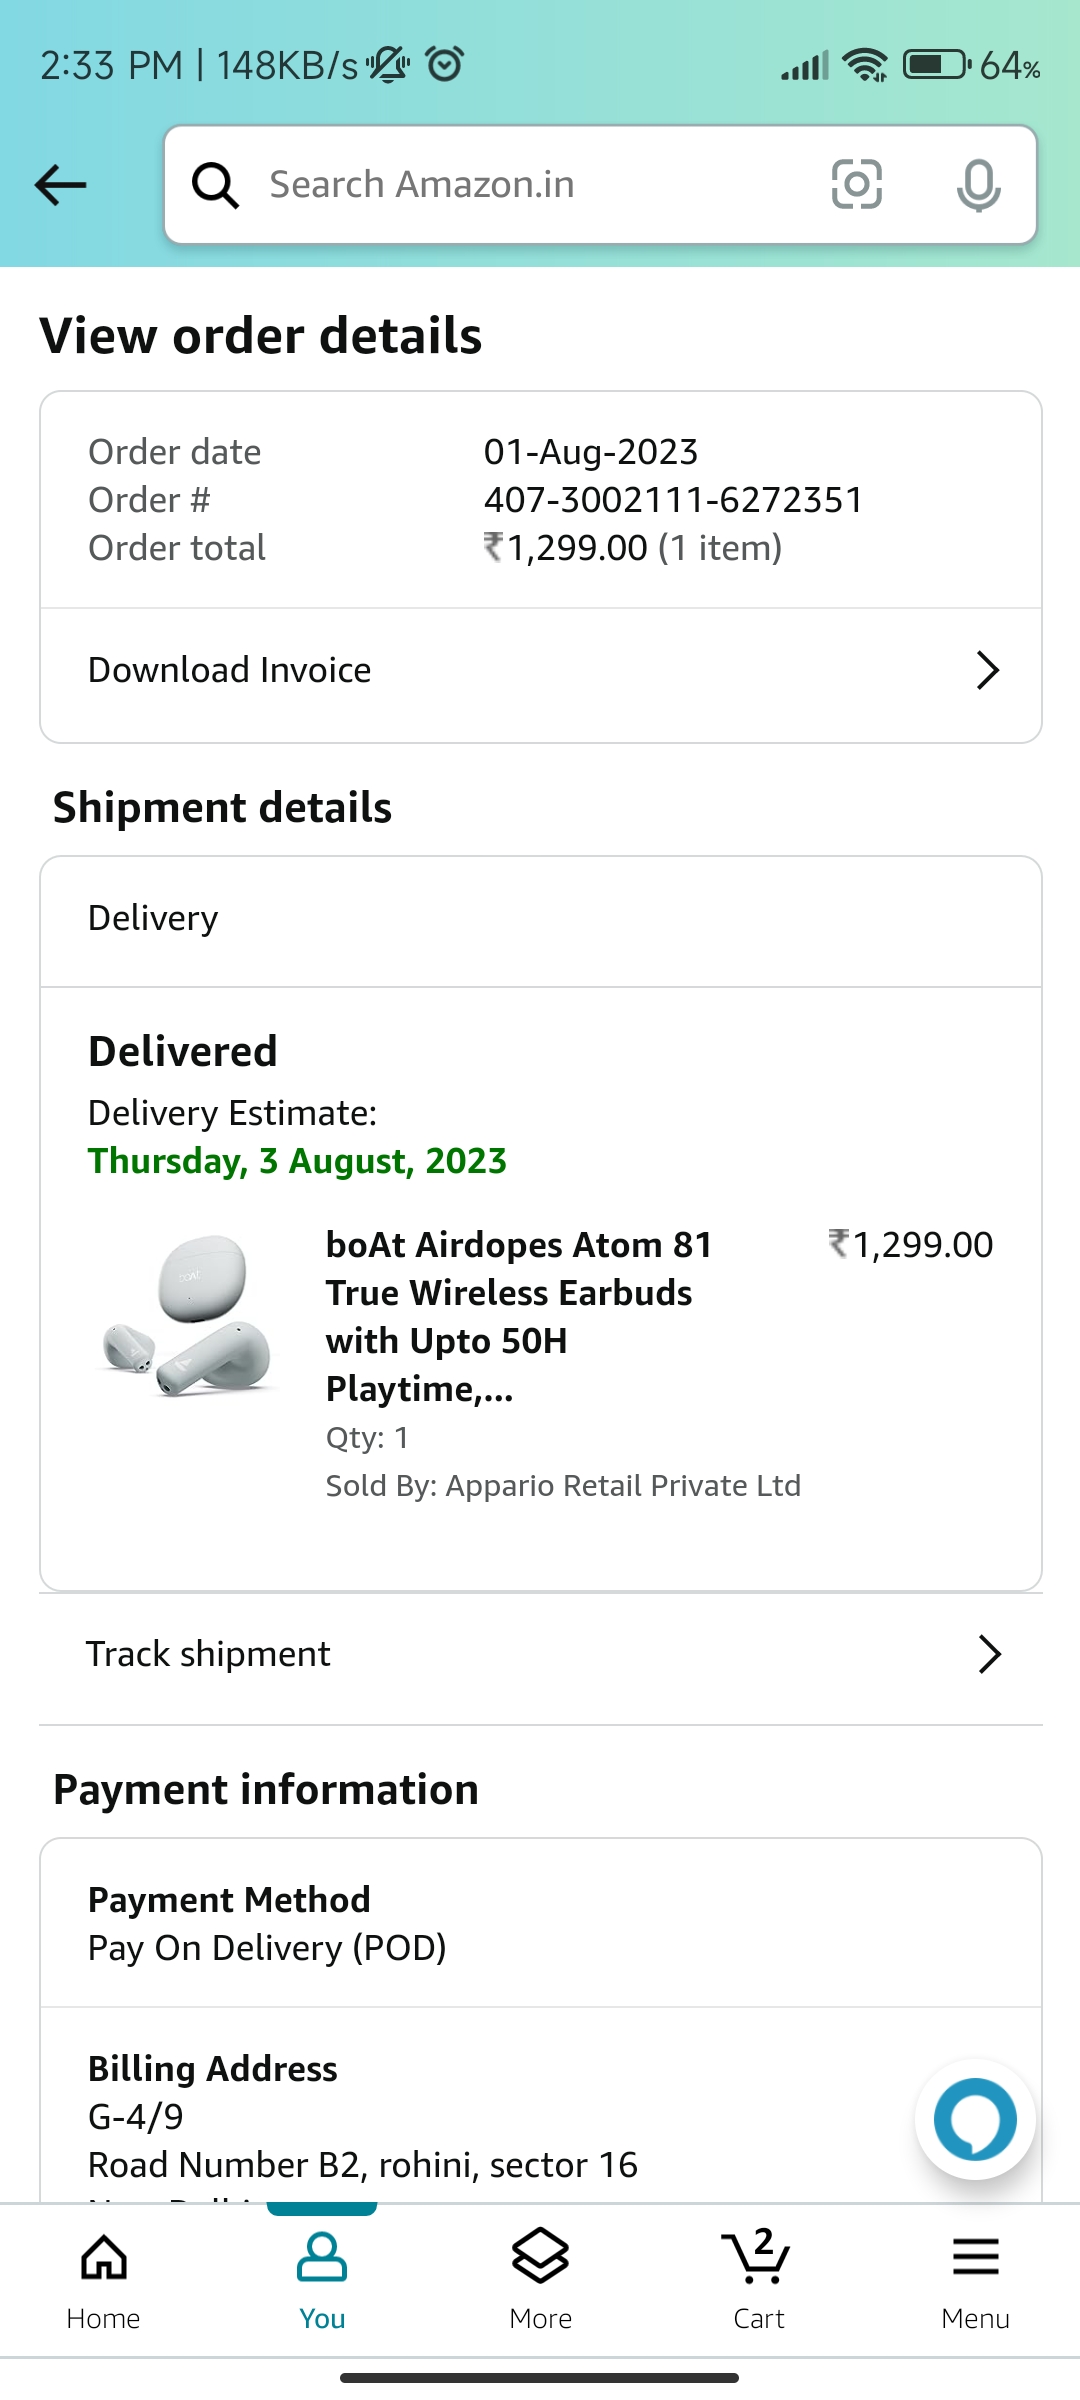 2:33 PM | 148KB/s 64%
Search Amazon.in
View order details
Order date 01-Aug-2023
Order # 407-3002111-6272351
Order total ₹1,299.00 (1 item)
Download Invoice
Shipment details
Delivery
Delivered
Delivery Estimate:
Thursday, 3 August, 2023
boAt Airdopes Atom 81 ₹1,299.00
True Wireless Earbuds
with Upto 50H
Playtime,...
Qty: 1
Sold By: Appario Retail Private Ltd
Track shipment
Payment information
Payment Method
Pay On Delivery (POD)
Billing Address
G-4/9
Road Number B2, rohini, sector 16
2
Home You More Cart Menu